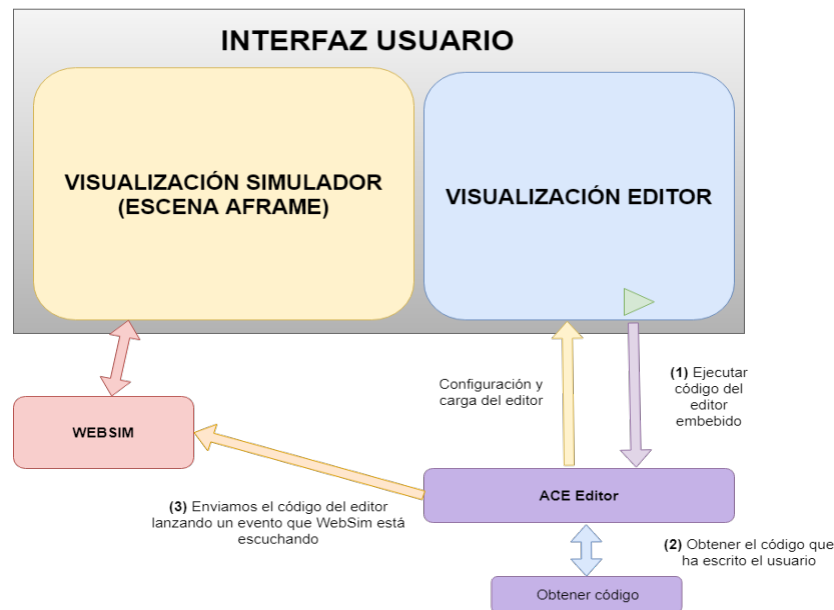 INTERFAZ USUARIO
VISUALIZACIÓN SIMULADOR
(ESCENA AFRAME)
VISUALIZACIÓN EDITOR
Configuración y
carga del editor
(1) Ejecutar
código del
editor
embebido
WEBSIM
ACE Editor
(3) Enviamos el código del editor
lanzando un evento que WebSim está
escuchando
(2) Obtener el código que
ha escrito el usuario
Obtener código